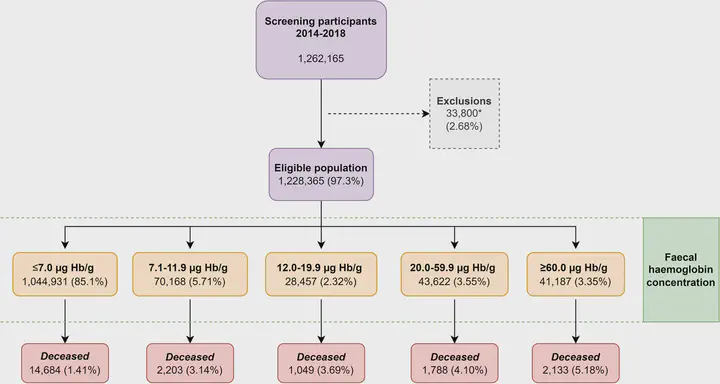 Screening participants
2014-2018
1,262,165
Exclusions
33,800*
(2.68%)
Eligible population
1,228,365 (97.3%)
≤7.0 µg Hb/g
1,044,931 (85.1%)
7.1-11.9 µg Hb/g
70,168 (5.71%)
12.0-19.9 µg Hb/g
28,457 (2.32%)
20.0-59.9 µg Hb/g
43,622 (3.55%)
≥60.0 µg Hb/g
41,187 (3.35%)
Faecal
haemoglobin
concentration
Deceased
14,684 (1.41%)
Deceased
2,203 (3.14%)
Deceased
1,049 (3.69%)
Deceased
1,788 (4.10%)
Deceased
2,133 (5.18%)